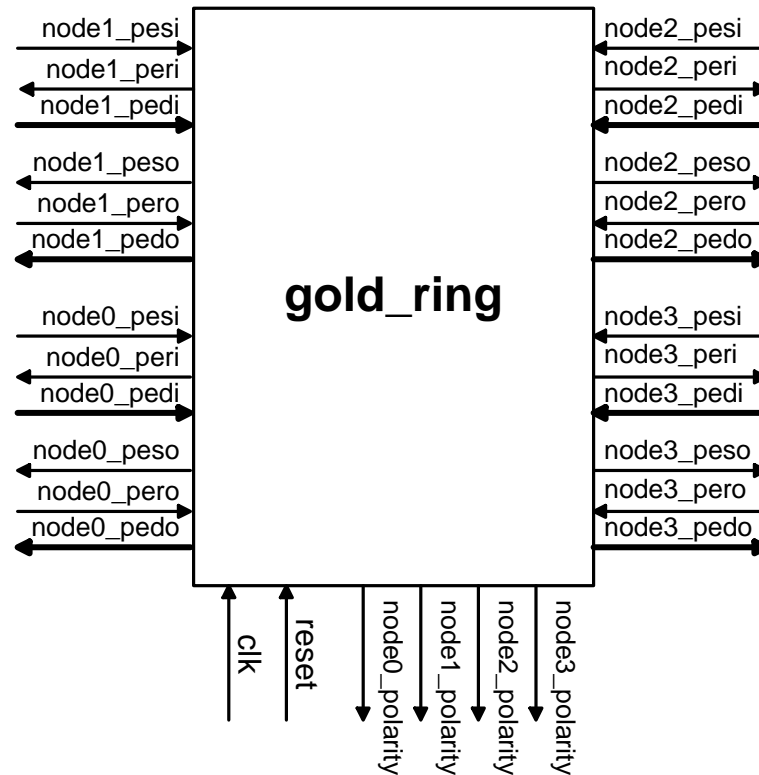 node1_pesi
node1_peri
node1_pedi
node1_peso
node1_pero
node1_pedo
node0_pesi
node0_peri
node0_pedi
node0_peso
node0_pero
node0_pedo
gold_ring
node2_pesi
node2_peri
node2_pedi
node2_peso
node2_pero
node2_pedo
node3_pesi
node3_peri
node3_pedi
node3_peso
node3_pero
node3_pedo
clk
reset
node0_polarity
node1_polarity
node2_polarity
node3_polarity